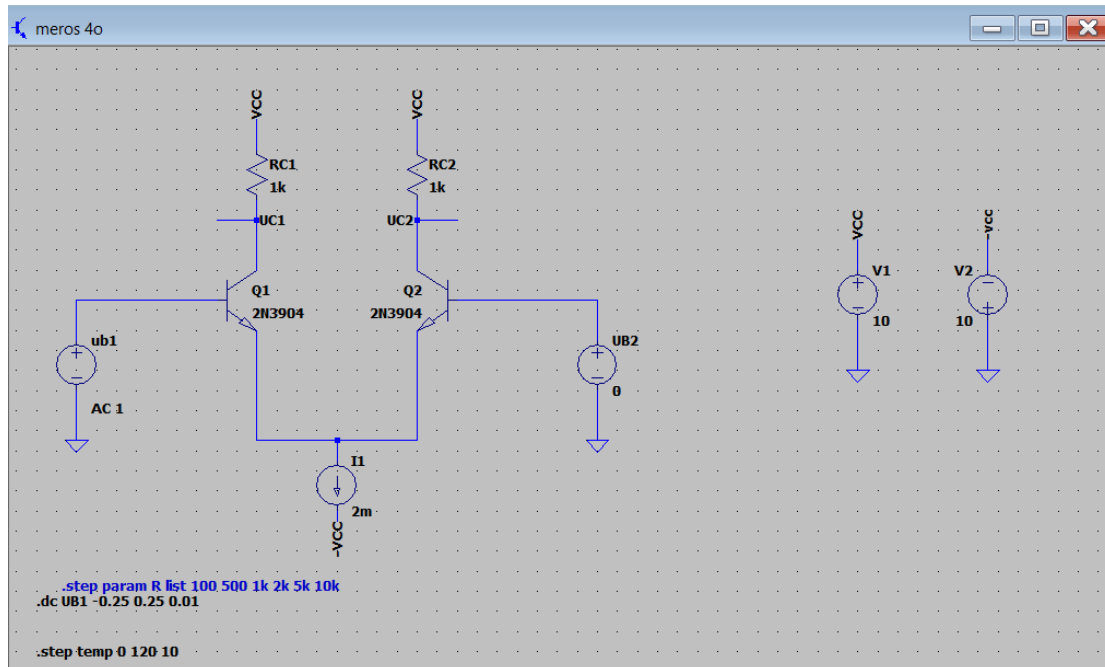 meros 4o
VCC
VCC
RC1
1k
RC2
1k
UC1
UC2
VCC
-vcc
V1
10
V2
10
Q1
2N3904
Q2
2N3904
ub1
AC 1
UB2
0
I1
2m
-VCC
.step param R list 100 500 1k 2k 5k 10k
.dc UB1 -0.25 0.25 0.01
.step temp 0 120 10